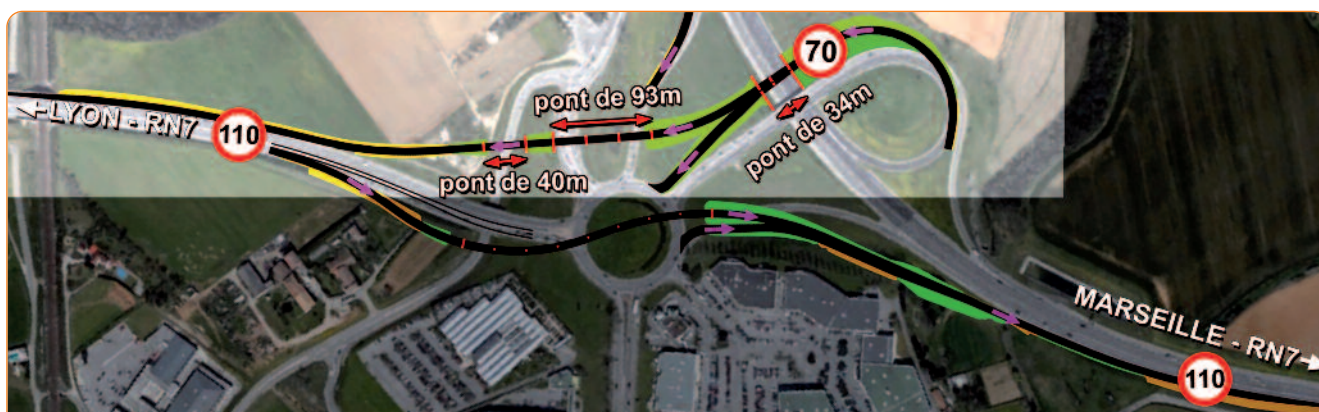 70
pont de 93m
LYON - RN7
110
pont de 34m
pont de 40m
MARSEILLE - RN7
110